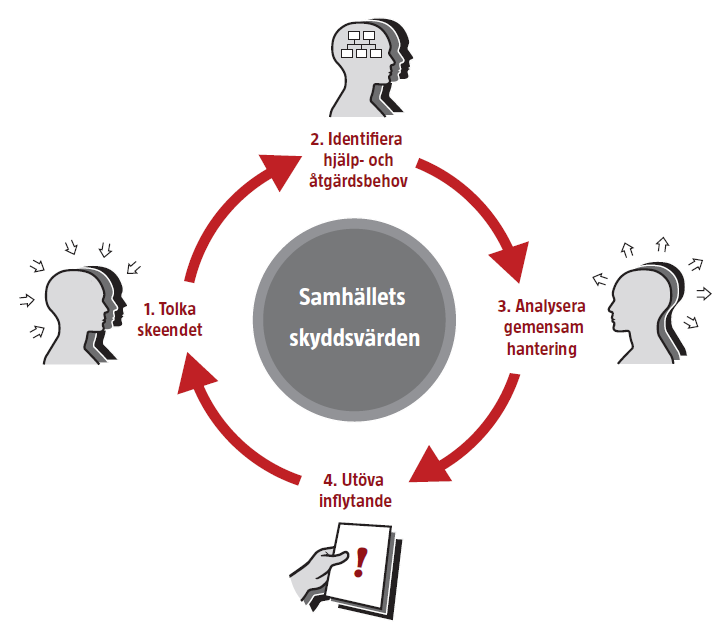 2. Identifiera
hjälp- och
åtgärdsbehov
1. Tolka
skeendet
Samhällets
skyddsvärden
3. Analysera
gemensam
hantering
4. Utöva
inflytande
!